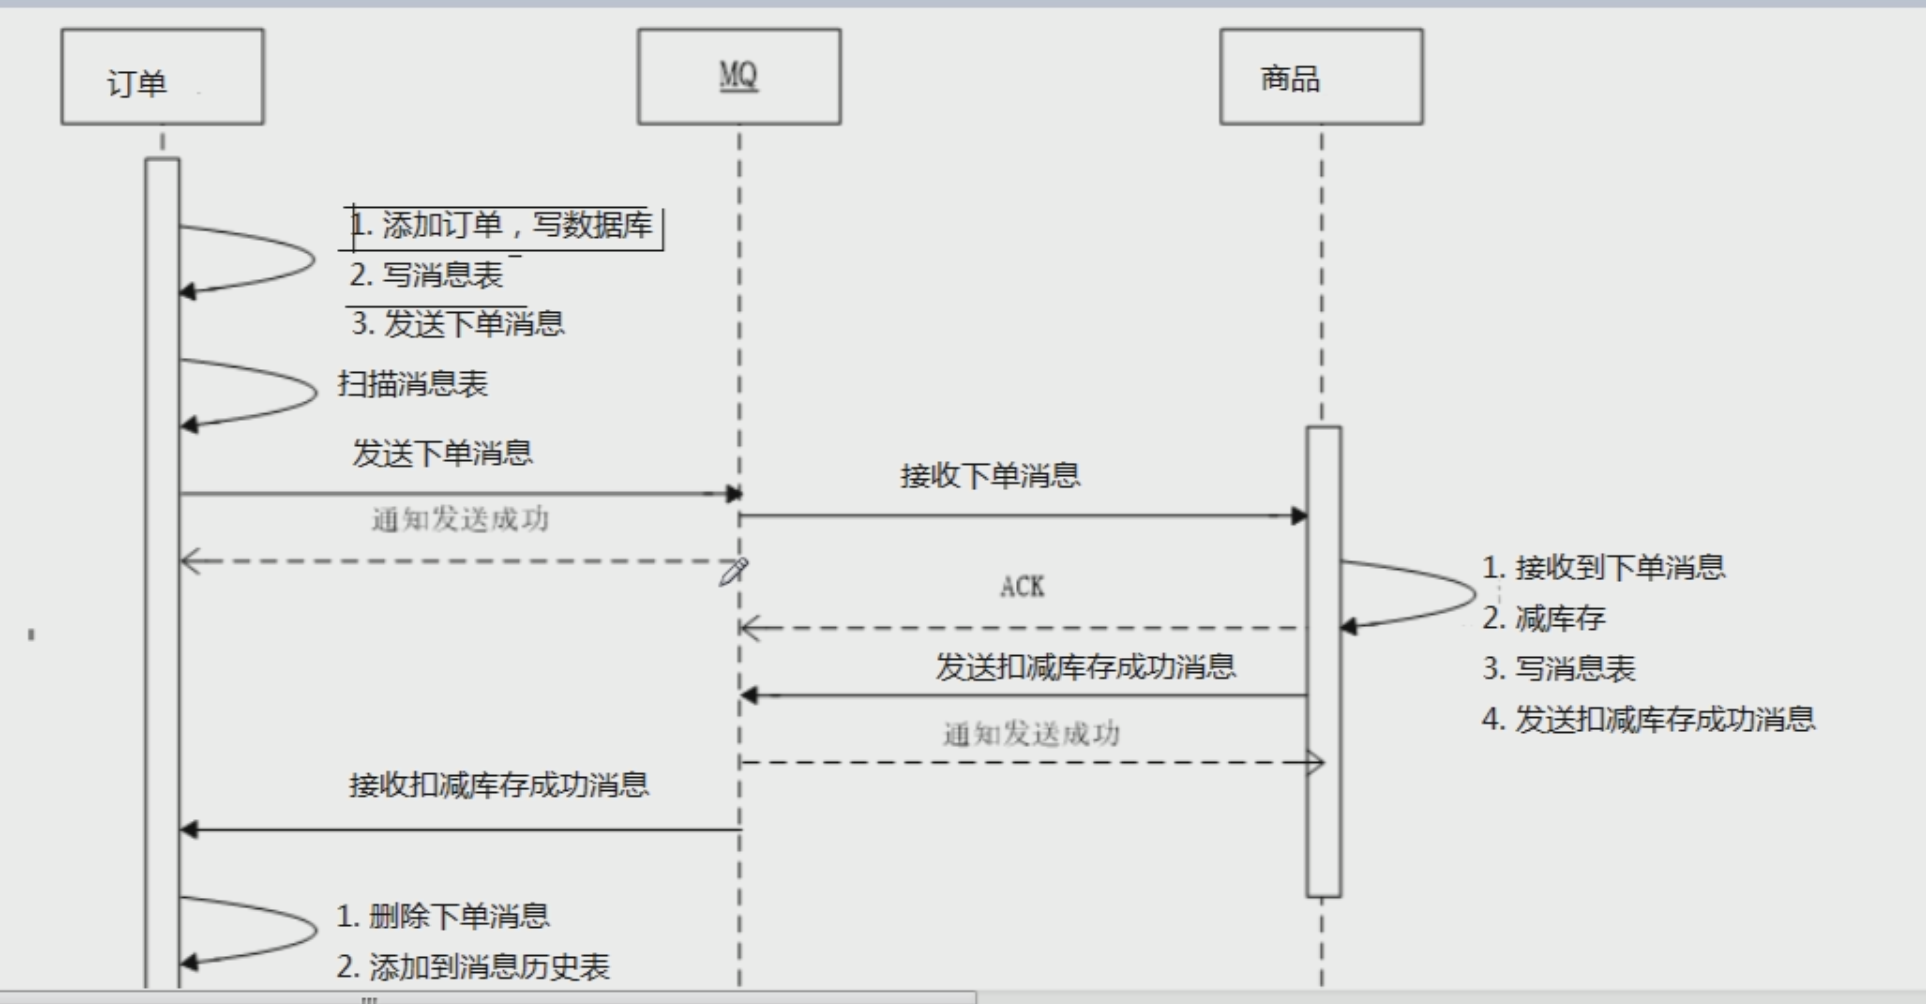 订单
MQ
商品
1. 添加订单，写数据库
2. 写消息表
3. 发送下单消息
扫描消息表
发送下单消息
接收下单消息
通知发送成功
1. 接收到下单消息
ACK
2. 减库存
发送扣减库存成功消息
3. 写消息表
4. 发送扣减库存成功消息
通知发送成功
接收扣减库存成功消息
1. 删除下单消息
2. 添加到消息历史表